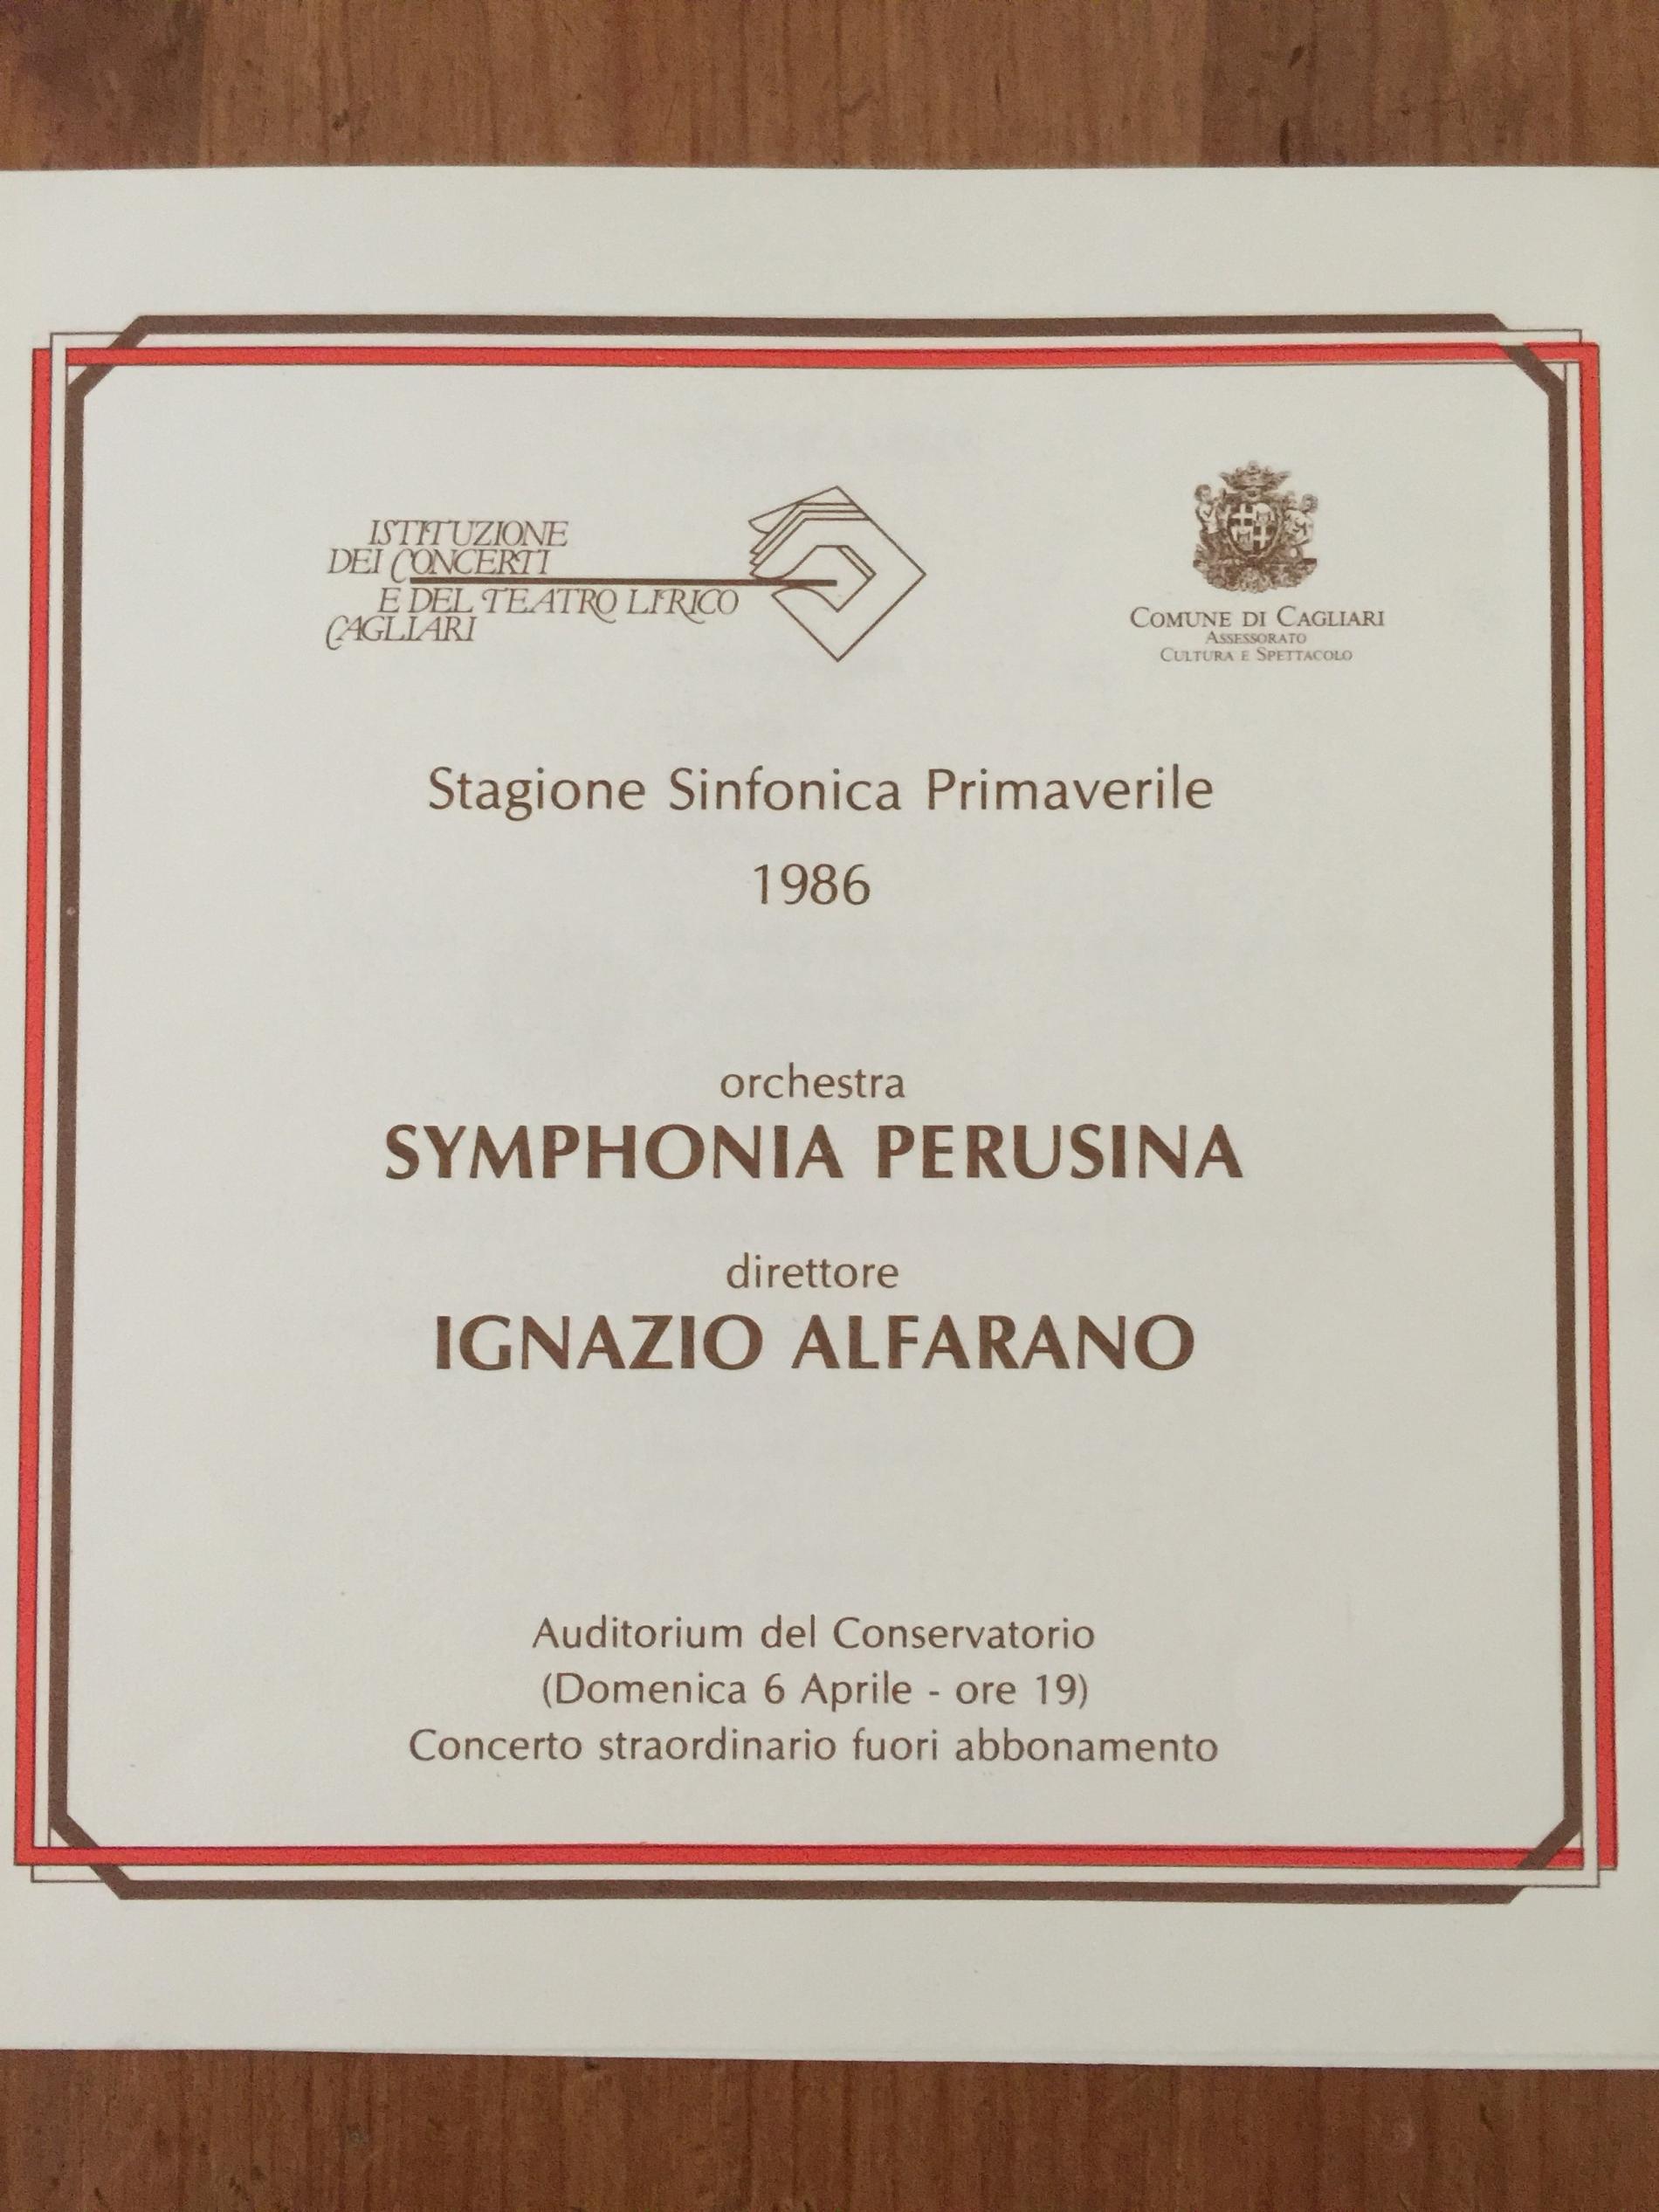 ISTITUZIONE
DEI CONCERTI
E DEL TEATRO LIRICO
CAGLIARI
COMUNE DI CAGLIARI
ASSESSORATO
CULTURA E SPETTACOLO
Stagione Sinfonica Primaverile
1986
orchestra
SYMPHONIA PERUSINA
direttore
IGNAZIO ALFARANO
Auditorium del Conservatorio
(Domenica 6 Aprile - ore 19)
Concerto straordinario fuori abbonamento